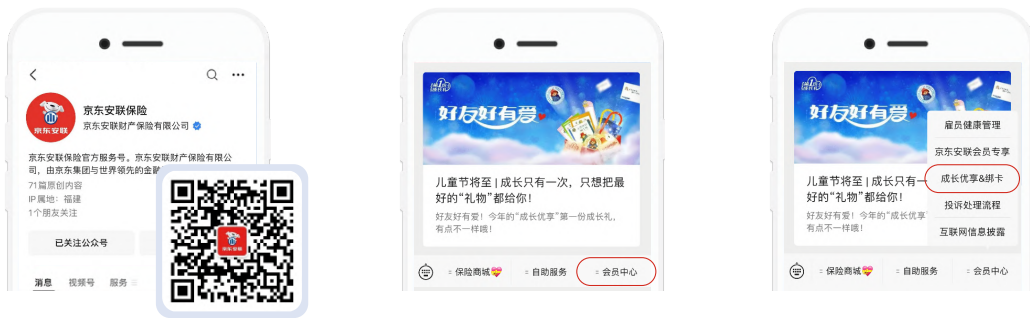 京东安联
京东安联保险
京东安联财产保险有限公司
京东安联保险官方服务号。京东安联财产保险有限公
司，由京东集团与世界领先的金融
71篇原创内容
IP属地：福建
1个朋友关注
已关注公众号
消息 视频号 服务
京东安联
好友好有爱
儿童节将至 | 成长只有一次，只想把最
好的“礼物”都给你！
好友好有爱！今年的“成长优享”第一份成长礼，
有点不一样哦！
保险商城 自助服务 会员中心
好友好有爱
雇员健康管理
京东安联会员专享
成长优享&绑卡
投诉处理流程
互联网信息披露
儿童节将至 | 成长只有一
好的“礼物”都给你！
好友好有爱！今年的“成长优享”
有点不一样哦！
保险商城 自助服务 会员中心